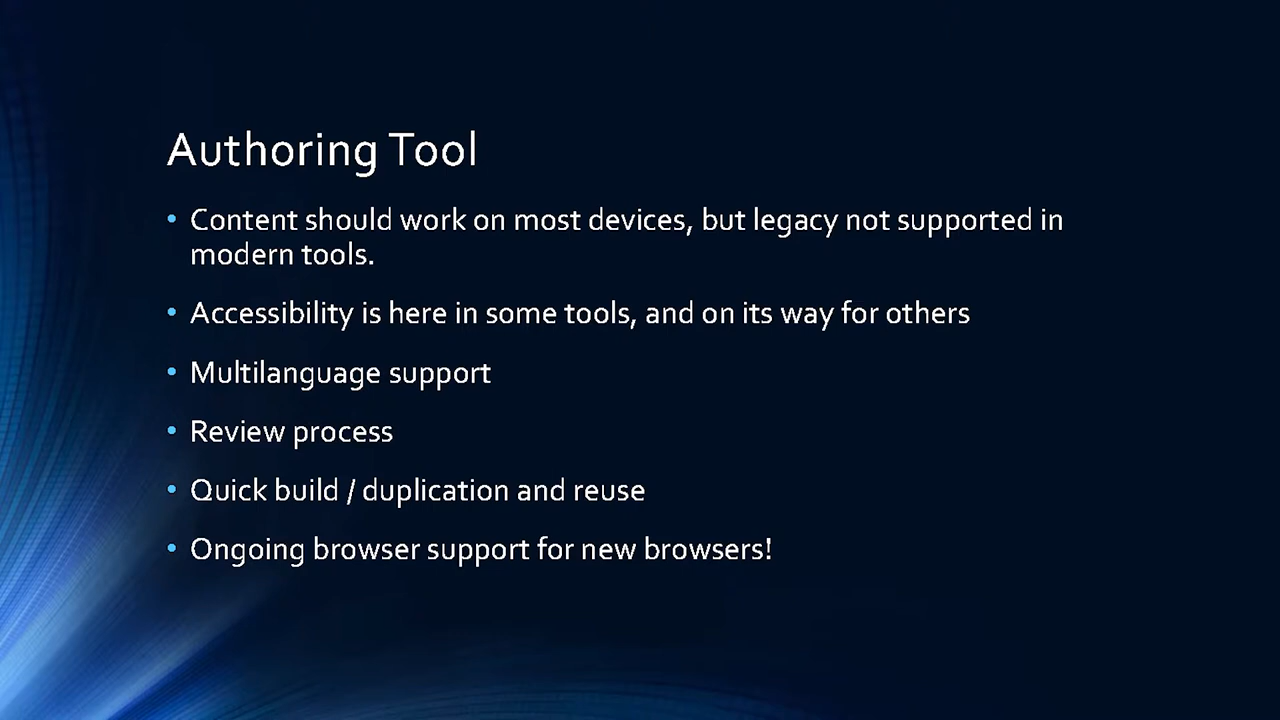 Authoring Tool
• Content should work on most devices, but legacy not supported in
modern tools.
• Accessibility is here in some tools, and on its way for others
• Multilanguage support
• Review process
• Quick build / duplication and reuse
• Ongoing browser support for new browsers!